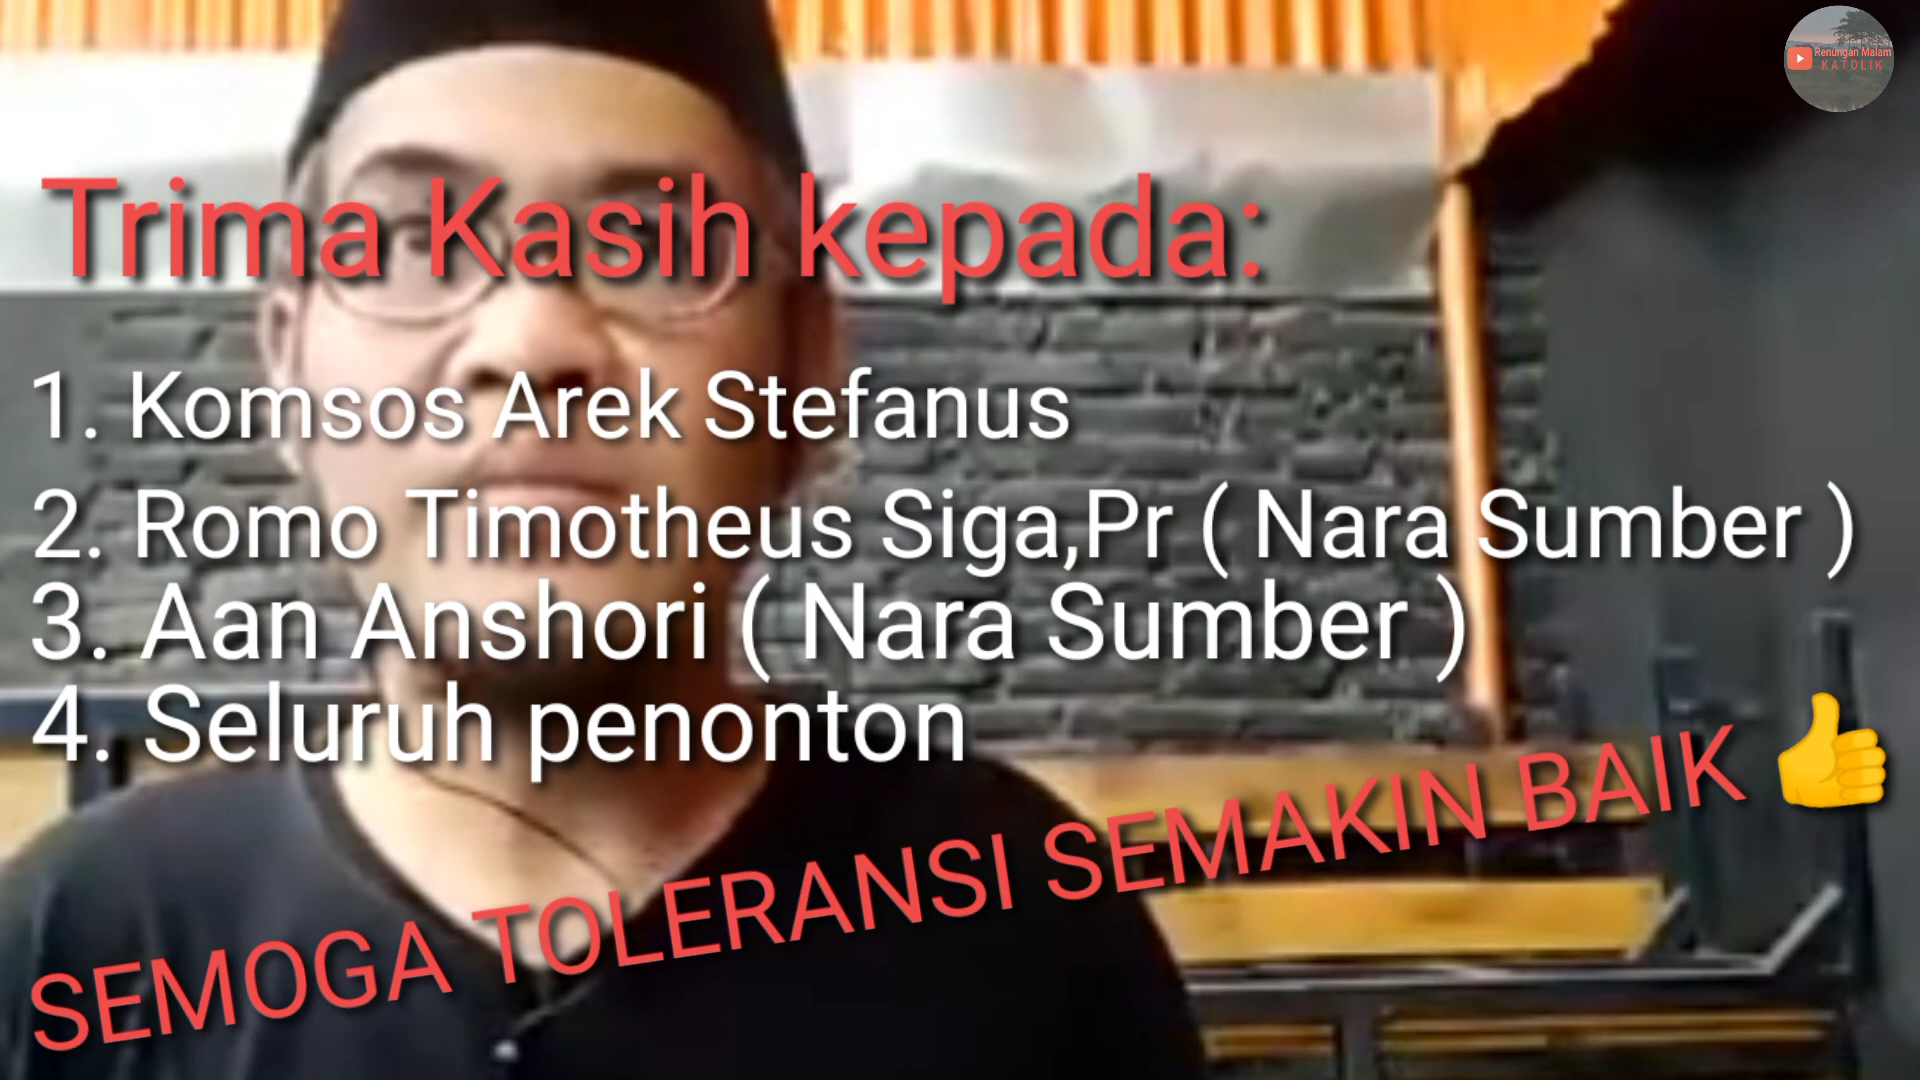 Renungan Malam
KATOLIK
Trima Kasih kepada:
1. Komsos Arek Stefanus
2. Romo Timotheus Siga,Pr ( Nara Sumber )
3. Aan Anshori ( Nara Sumber )
4. Seluruh penonton
SEMOGA TOLERANSI SEMAKIN BAIK 👍